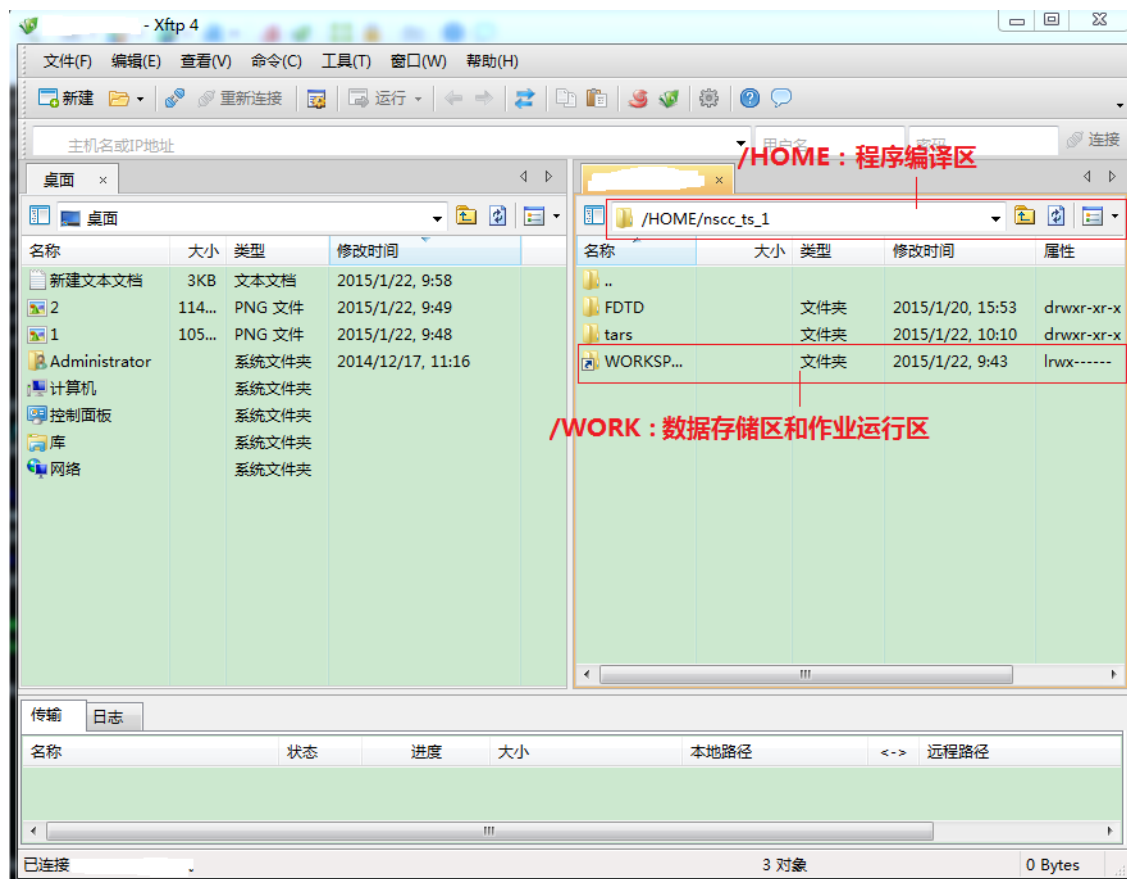 - Xftp 4
文件(F) 编辑(E) 查看(V) 命令(C) 工具(T) 窗口(W) 帮助(H)
新建 重新连接 运行
主机名或IP地址 用户名 密码 连接
/HOME：程序编译区
桌面
桌面 /HOME/nscc_ts_1
名称 大小 类型 修改时间 名称 大小 类型 修改时间 属性
新建文本文档 3KB 文本文档 2015/1/22, 9:58 ..
2 114... PNG 文件 2015/1/22, 9:49 FDTD 文件夹 2015/1/20, 15:53 drwxr-xr-x
1 105... PNG 文件 2015/1/22, 9:48 tars 文件夹 2015/1/22, 10:10 drwxr-xr-x
Administrator 系统文件夹 2014/12/17, 11:16 WORKSP... 文件夹 2015/1/22, 9:43 lrwx------
计算机 系统文件夹
控制面板 系统文件夹
/WORK：数据存储区和作业运行区
库 系统文件夹
网络 系统文件夹
传输 日志
名称 状态 进度 大小 本地路径 <-> 远程路径
已连接 3 对象 0 Bytes